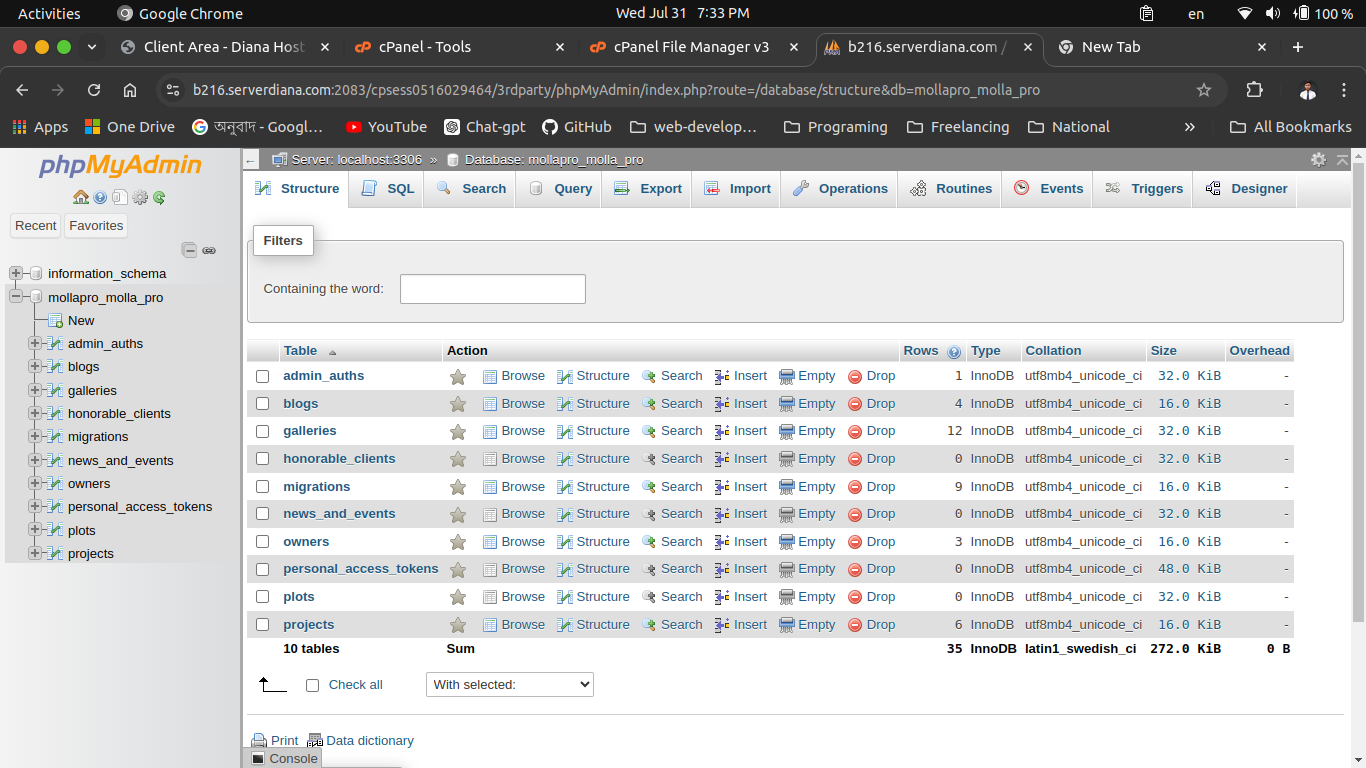 Activities Google Chrome Wed Jul 31 7:33 PM en 100 %
Client Area - Diana Host cPanel - Tools cPanel File Manager v3 b216.serverdiana.com / New Tab
b216.serverdiana.com:2083/cpsess0516029464/3rdparty/phpMyAdmin/index.php?route=/database/structure&db=mollapro_molla_pro
Apps One Drive অনুবাদ - Googl... YouTube Chat-gpt GitHub web-develop... Programing Freelancing National » All Bookmarks
phpMyAdmin
Recent Favorites
information_schema
mollapro_molla_pro
New
admin_auths
blogs
galleries
honorable_clients
migrations
news_and_events
owners
personal_access_tokens
plots
projects
Server: localhost:3306 » Database: mollapro_molla_pro
Structure SQL Search Query Export Import Operations Routines Events Triggers Designer
Filters
Containing the word:
Table Action Rows Type Collation Size Overhead
admin_auths Browse Structure Search Insert Empty Drop 1 InnoDB utf8mb4_unicode_ci 32.0 KiB -
blogs Browse Structure Search Insert Empty Drop 4 InnoDB utf8mb4_unicode_ci 16.0 KiB -
galleries Browse Structure Search Insert Empty Drop 12 InnoDB utf8mb4_unicode_ci 32.0 KiB -
honorable_clients Browse Structure Search Insert Empty Drop 0 InnoDB utf8mb4_unicode_ci 32.0 KiB -
migrations Browse Structure Search Insert Empty Drop 9 InnoDB utf8mb4_unicode_ci 16.0 KiB -
news_and_events Browse Structure Search Insert Empty Drop 0 InnoDB utf8mb4_unicode_ci 32.0 KiB -
owners Browse Structure Search Insert Empty Drop 3 InnoDB utf8mb4_unicode_ci 16.0 KiB -
personal_access_tokens Browse Structure Search Insert Empty Drop 0 InnoDB utf8mb4_unicode_ci 48.0 KiB -
plots Browse Structure Search Insert Empty Drop 0 InnoDB utf8mb4_unicode_ci 32.0 KiB -
projects Browse Structure Search Insert Empty Drop 6 InnoDB utf8mb4_unicode_ci 16.0 KiB -
10 tables Sum 35 InnoDB latin1_swedish_ci 272.0 KiB 0 B
Check all With selected:
Print Data dictionary
Console